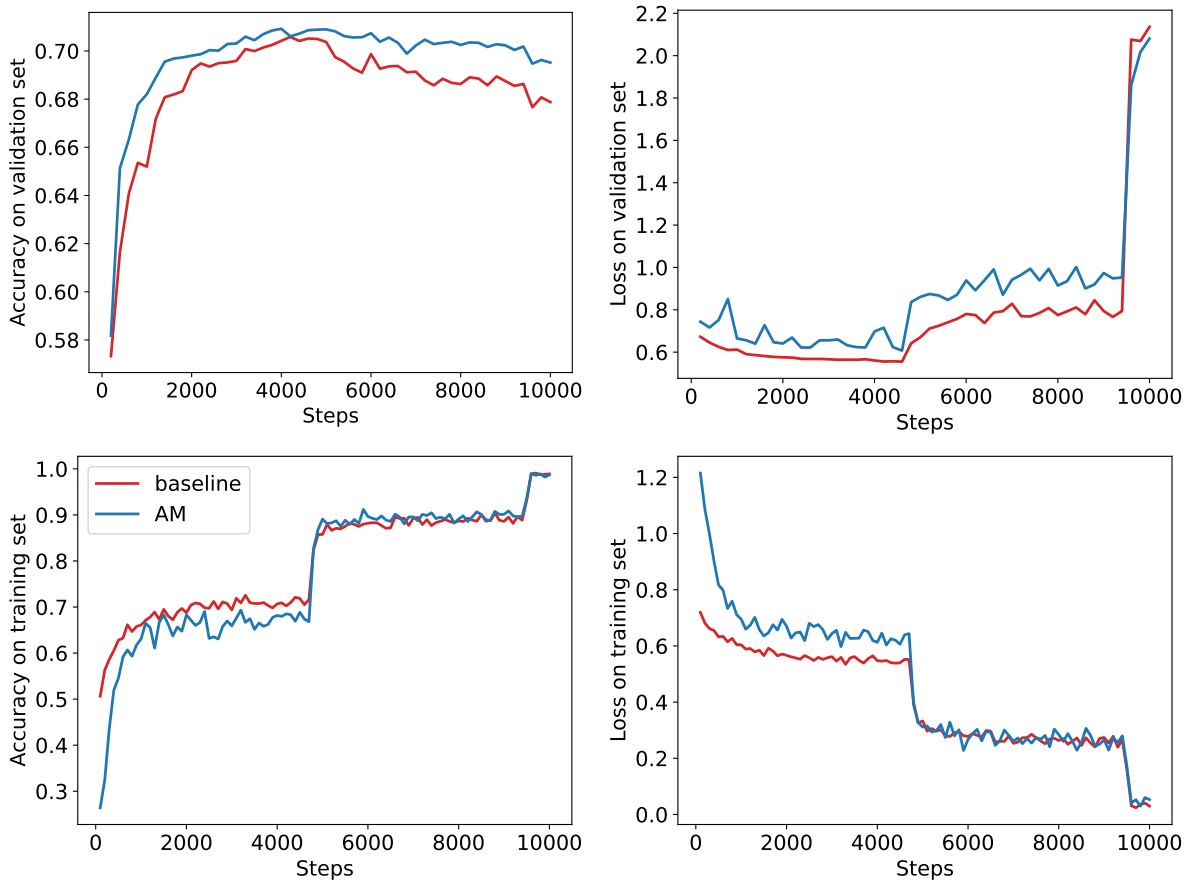 Accuracy on validation set
0.70
0.68
0.66
0.64
0.62
0.60
0.58
0 2000 4000 6000 8000 10000
Steps
Loss on validation set
2.2
2.0
1.8
1.6
1.4
1.2
1.0
0.8
0.6
0 2000 4000 6000 8000 10000
Steps
Accuracy on training set
1.0
0.9
0.8
0.7
0.6
0.5
0.4
0.3
baseline
AM
0 2000 4000 6000 8000 10000
Steps
Loss on training set
1.2
1.0
0.8
0.6
0.4
0.2
0.0
0 2000 4000 6000 8000 10000
Steps